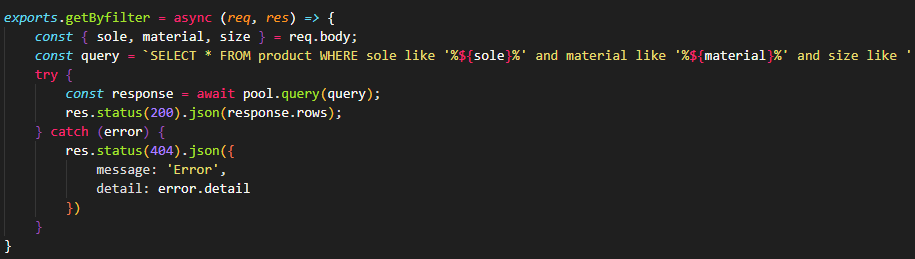 exports.getByfilter = async (req, res) => {
    const { sole, material, size } = req.body;
    const query = `SELECT * FROM product WHERE sole like '%${sole}%' and material like '%${material}%' and size like '
    try {
        const response = await pool.query(query);
        res.status(200).json(response.rows);
    } catch (error) {
        res.status(404).json({
            message: 'Error',
            detail: error.detail
        })
    }
}